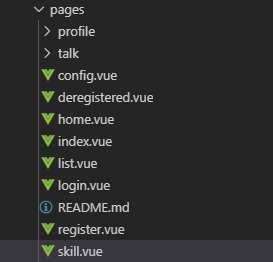 pages
profile
talk
config.vue
deregistered.vue
home.vue
index.vue
list.vue
login.vue
README.md
register.vue
skill.vue